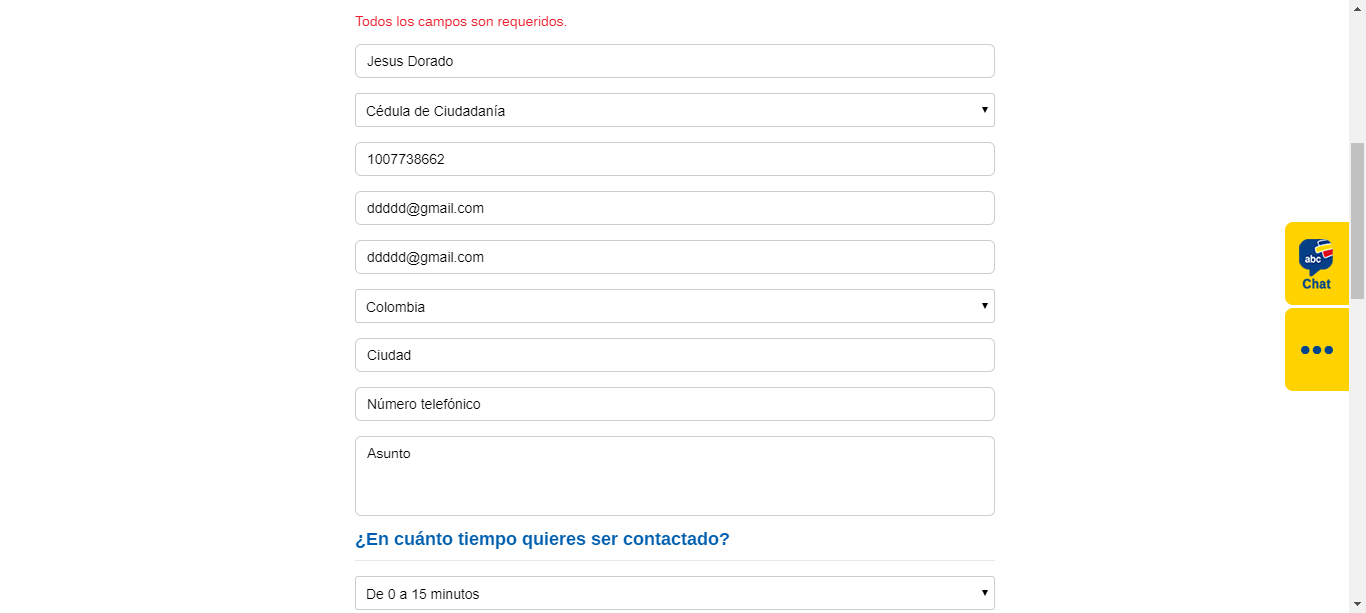 Todos los campos son requeridos.
Jesus Dorado
Cédula de Ciudadanía
1007738662
ddddd@gmail.com
ddddd@gmail.com
Colombia
Ciudad
Número telefónico
Asunto
¿En cuánto tiempo quieres ser contactado?
De 0 a 15 minutos
abc
Chat